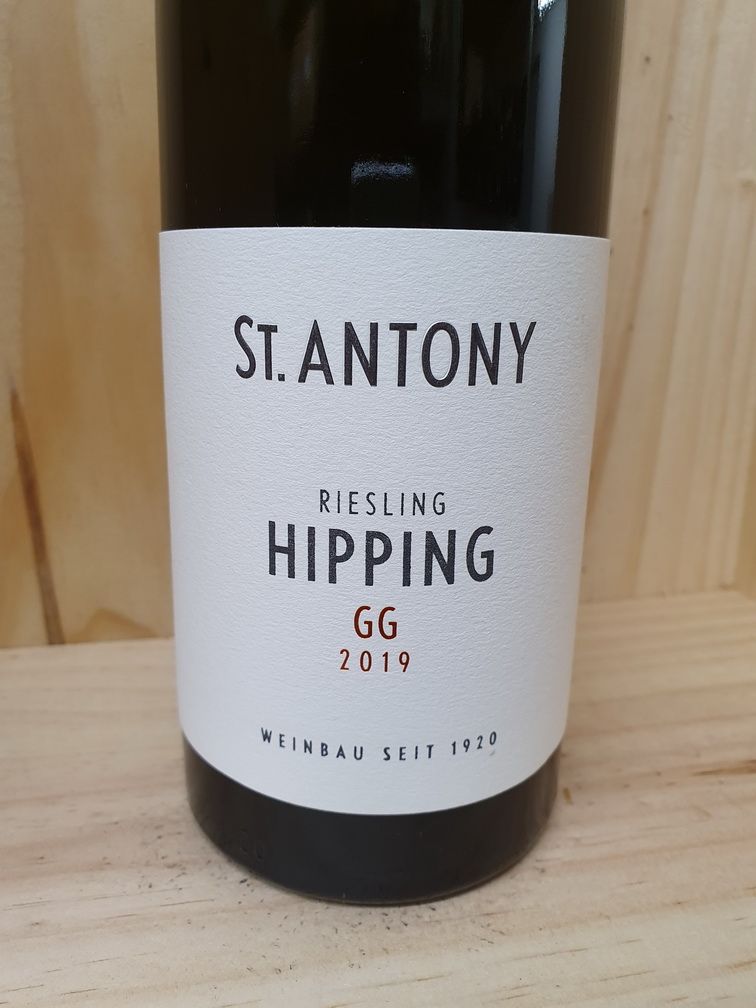 ST. ANTONY
RIESLING
HIPPING
GG
2019
WEINBAU SEIT 1920